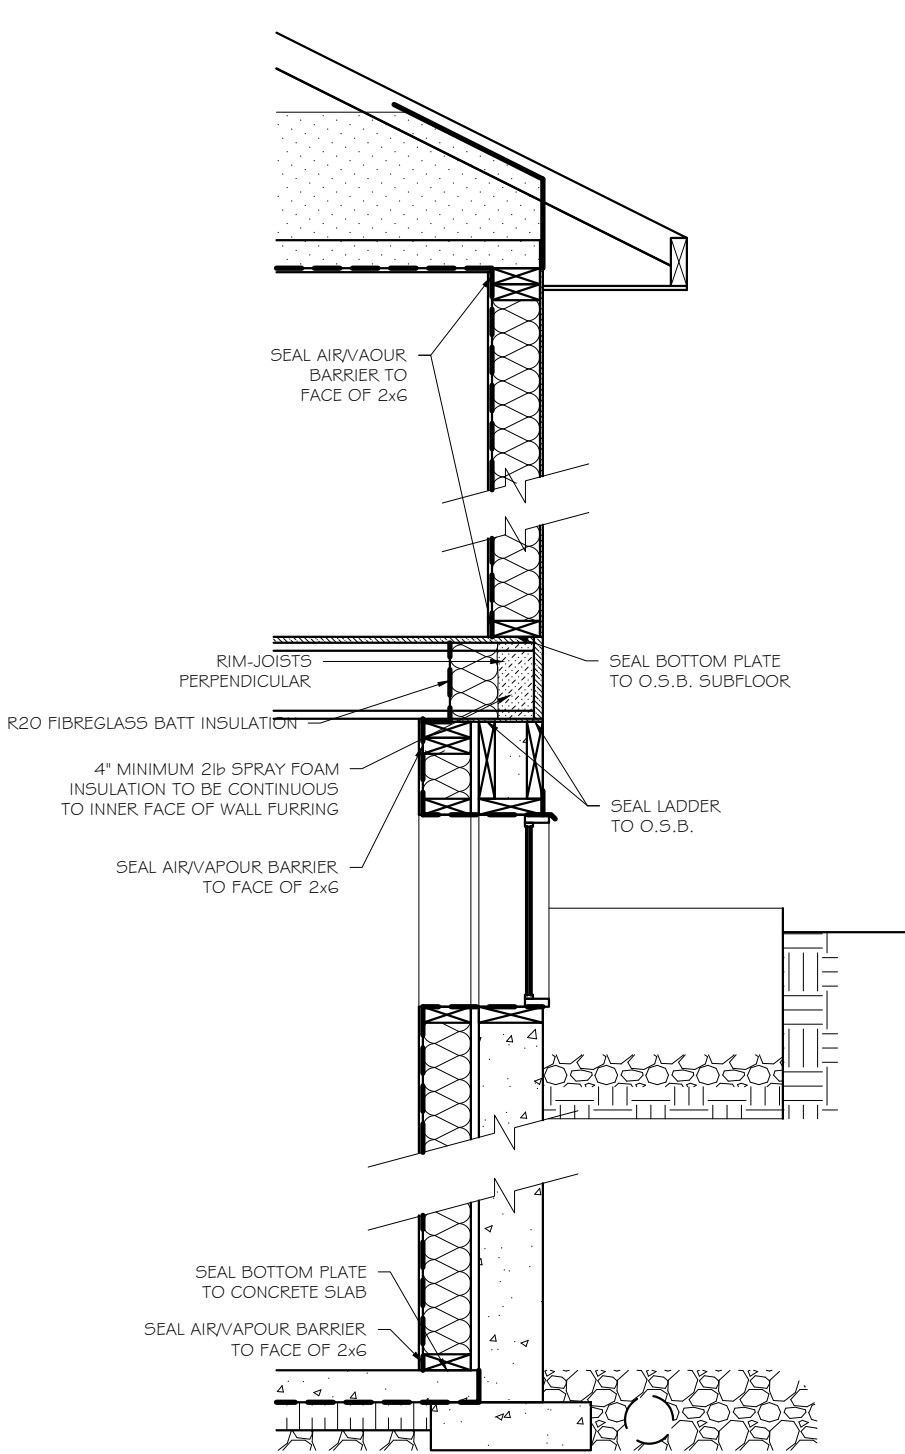 SEAL AIR/VAOUR
BARRIER TO
FACE OF 2x6
RIM-JOISTS
PERPENDICULAR
SEAL BOTTOM PLATE
TO O.S.B. SUBFLOOR
R20 FIBREGLASS BATT INSULATION
4" MINIMUM 2lb SPRAY FOAM
INSULATION TO BE CONTINUOUS
TO INNER FACE OF WALL FURRING
SEAL LADDER
TO O.S.B.
SEAL AIR/VAPOUR BARRIER
TO FACE OF 2x6
SEAL BOTTOM PLATE
TO CONCRETE SLAB
SEAL AIR/VAPOUR BARRIER
TO FACE OF 2x6